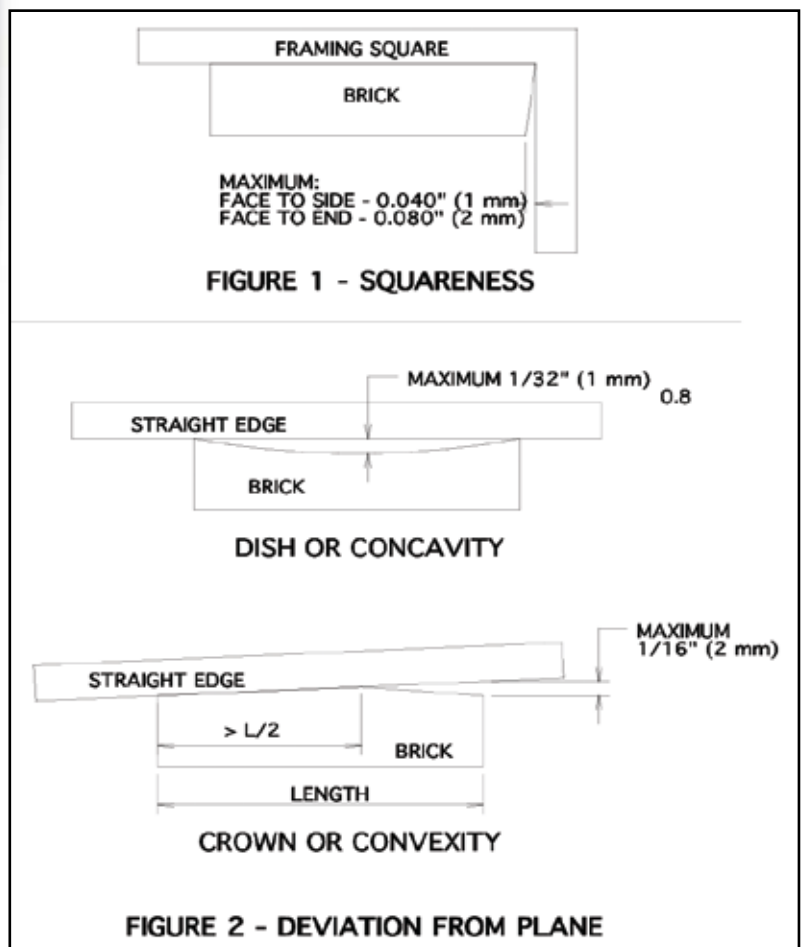 FRAMING SQUARE
BRICK
MAXIMUM:
FACE TO SIDE - 0.040" (1 mm)
FACE TO END - 0.080" (2 mm)
FIGURE 1 - SQUARENESS
MAXIMUM 1/32" (1 mm)
0.8
STRAIGHT EDGE
BRICK
DISH OR CONCAVITY
MAXIMUM
1/16" (2 mm)
STRAIGHT EDGE
> L/2
BRICK
LENGTH
CROWN OR CONVEXITY
FIGURE 2 - DEVIATION FROM PLANE